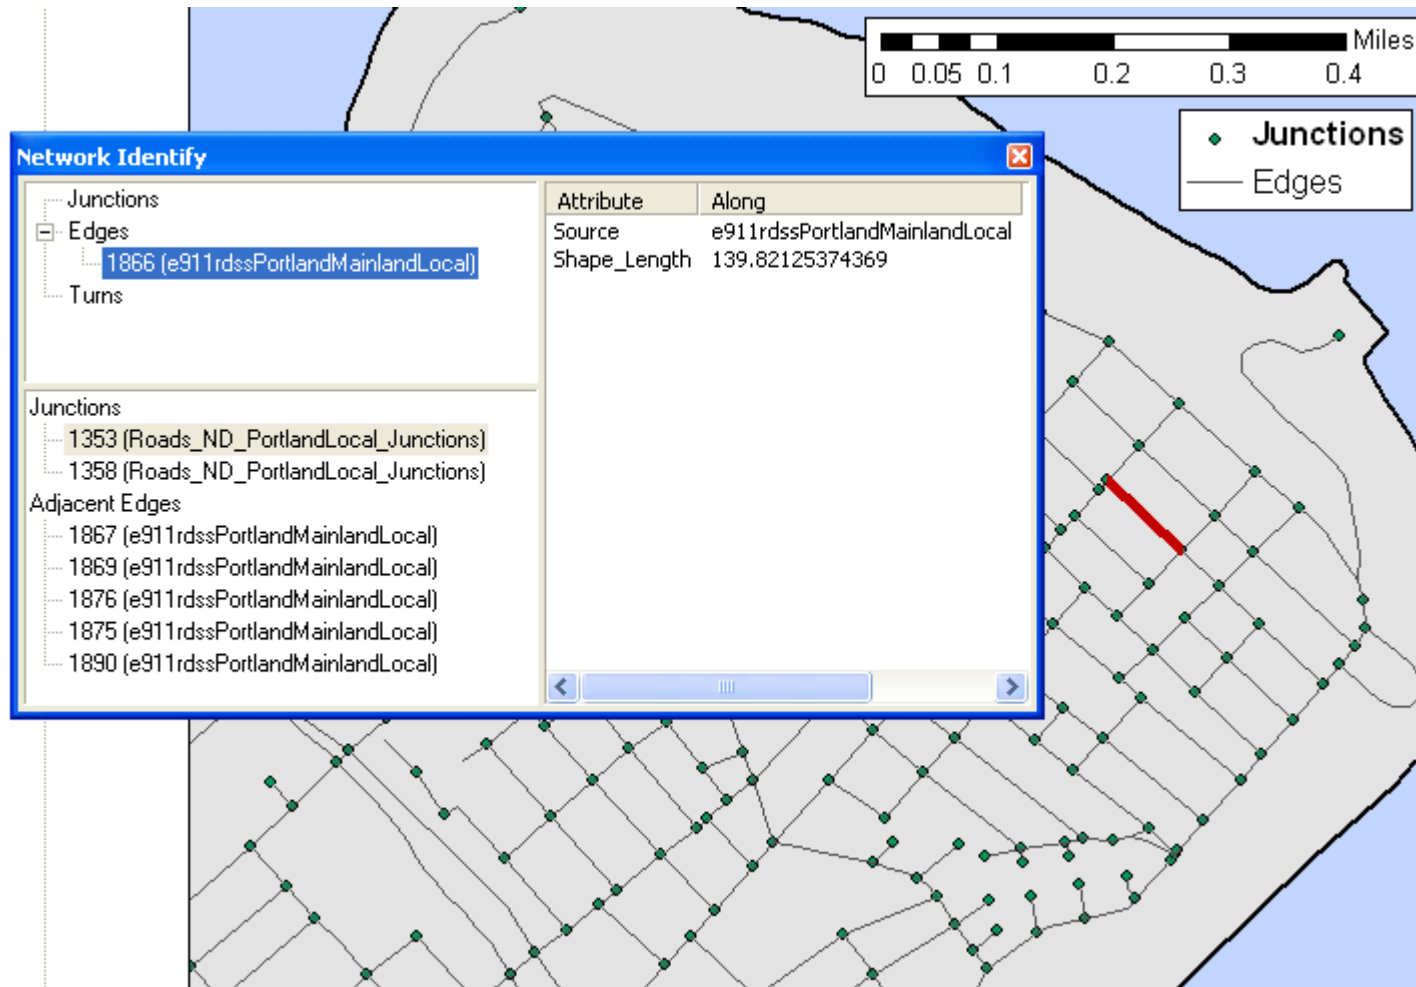 Miles
0 0.05 0.1 0.2 0.3 0.4
Junctions
Edges
Network Identify
Junctions
Edges
1866 (e911rdssPortlandMainlandLocal)
Turns
Attribute Along
Source e911rdssPortlandMainlandLocal
Shape_Length 139.82125374369
Junctions
1353 (Roads_ND_PortlandLocal_Junctions)
1358 (Roads_ND_PortlandLocal_Junctions)
Adjacent Edges
1867 (e911rdssPortlandMainlandLocal)
1869 (e911rdssPortlandMainlandLocal)
1876 (e911rdssPortlandMainlandLocal)
1875 (e911rdssPortlandMainlandLocal)
1890 (e911rdssPortlandMainlandLocal)